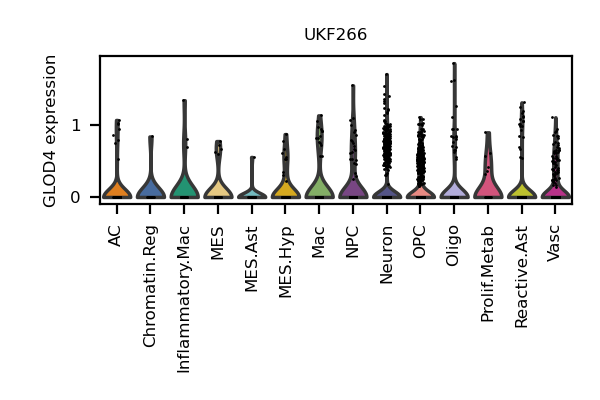 UKF266
GLOD4 expression
1
0
AC
Chromatin.Reg
Inflammatory.Mac
MES
MES.Ast
MES.Hyp
Mac
NPC
Neuron
OPC
Oligo
Prolif.Metab
Reactive.Ast
Vasc